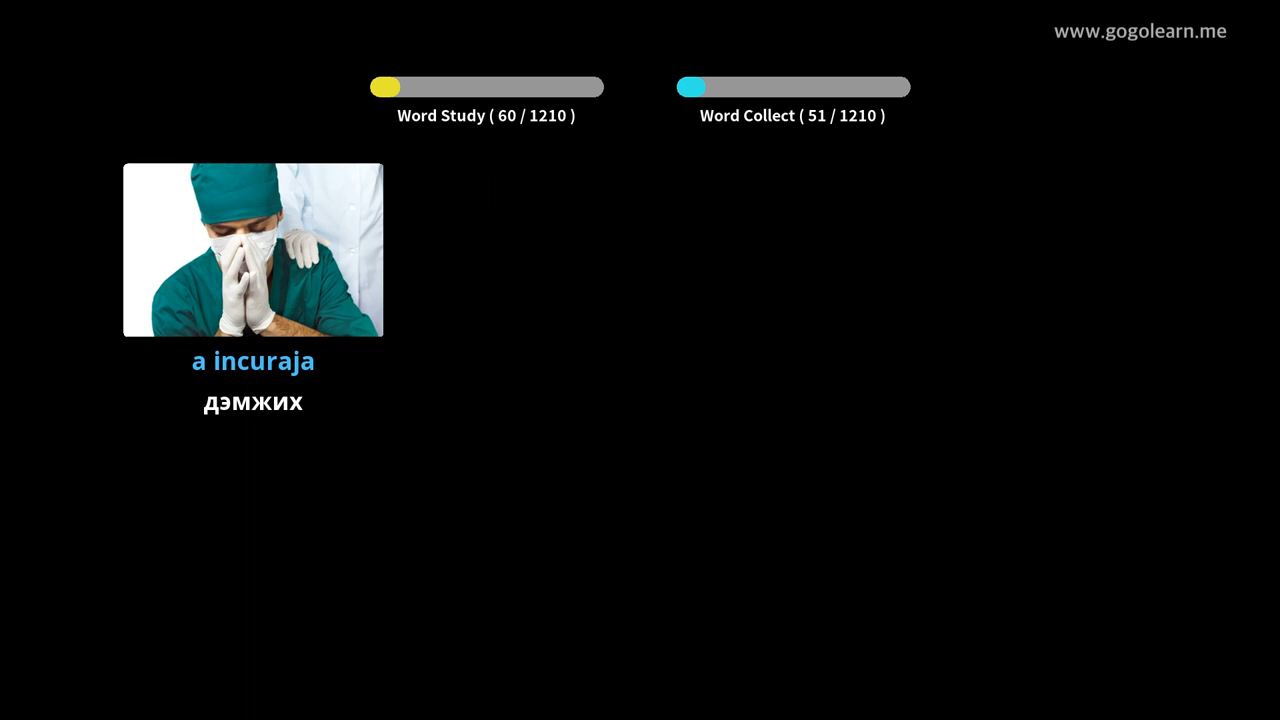 www.gogolearn.me
Word Study ( 60 / 1210 )
Word Collect ( 51 / 1210 )
a incuraja
дэмжих